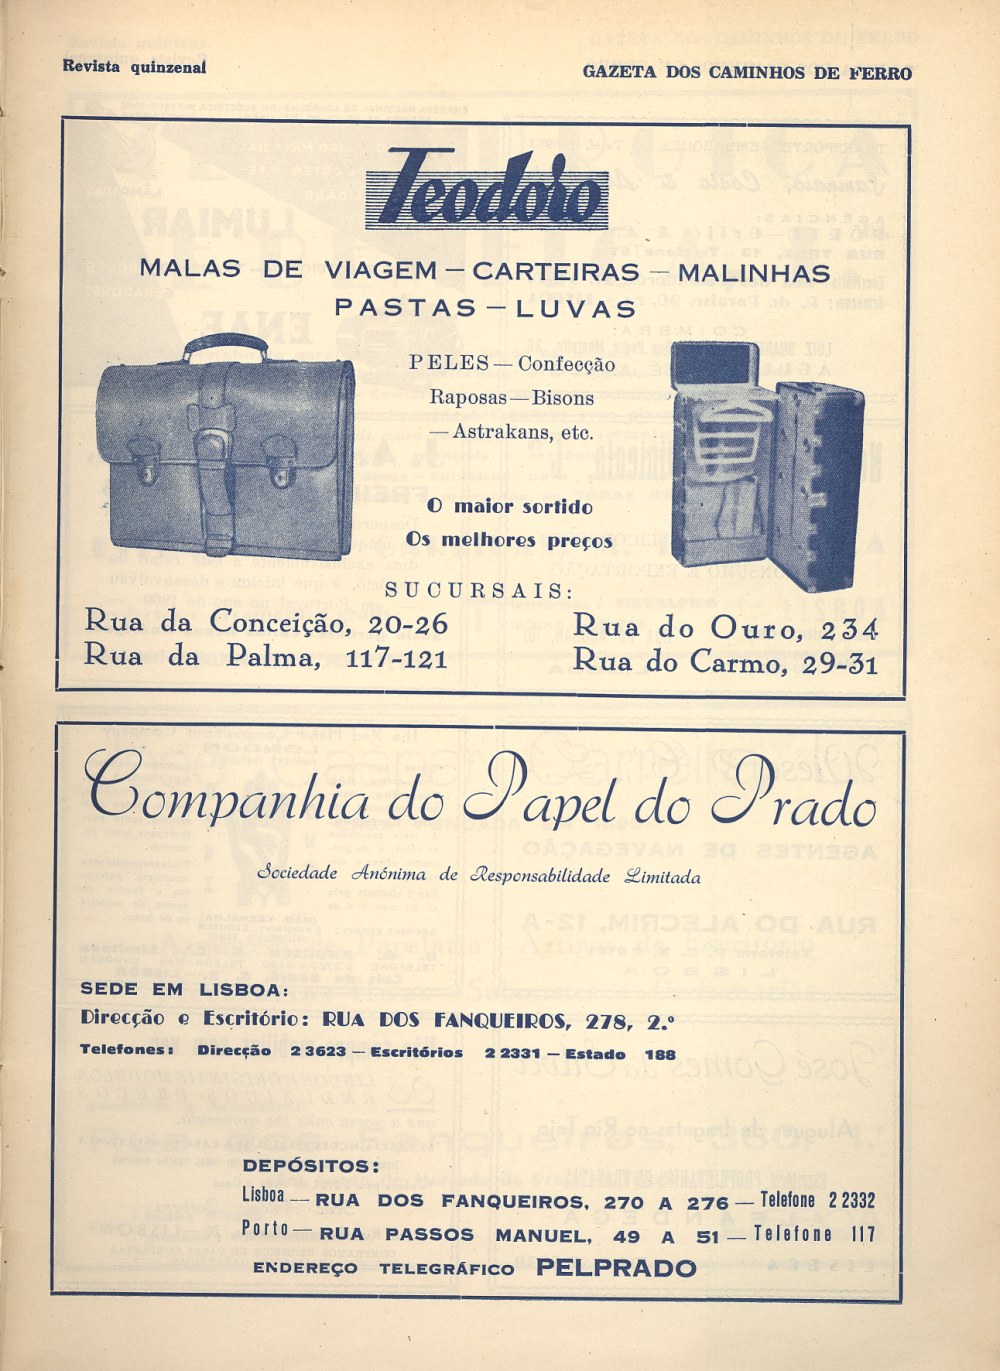 Revista quinzenal
GAZETA DOS CAMINHOS DE FERRO
Teodoro
MALAS DE VIAGEM — CARTEIRAS — MALINHAS
PASTAS — LUVAS
PELES — Confecção
Raposas — Bisons
— Astrakans, etc.
O maior sortido
Os melhores preços
SUCURSAIS:
Rua da Conceição, 20-26
Rua da Palma, 117-121
Rua do Ouro, 234
Rua do Carmo, 29-31
Companhia do Papel do Prado
Sociedade Anónima de Responsabilidade Limitada
SEDE EM LISBOA:
Direcção e Escritório: RUA DOS FANQUEIROS, 278, 2.º
Telefones: Direcção 2 3623 — Escritórios 2 2331 — Estado 188
DEPÓSITOS:
Lisboa — RUA DOS FANQUEIROS, 270 A 276 — Telefone 2 2332
Porto — RUA PASSOS MANUEL, 49 A 51 — Telefone 117
ENDEREÇO TELEGRÁFICO PELPRADO